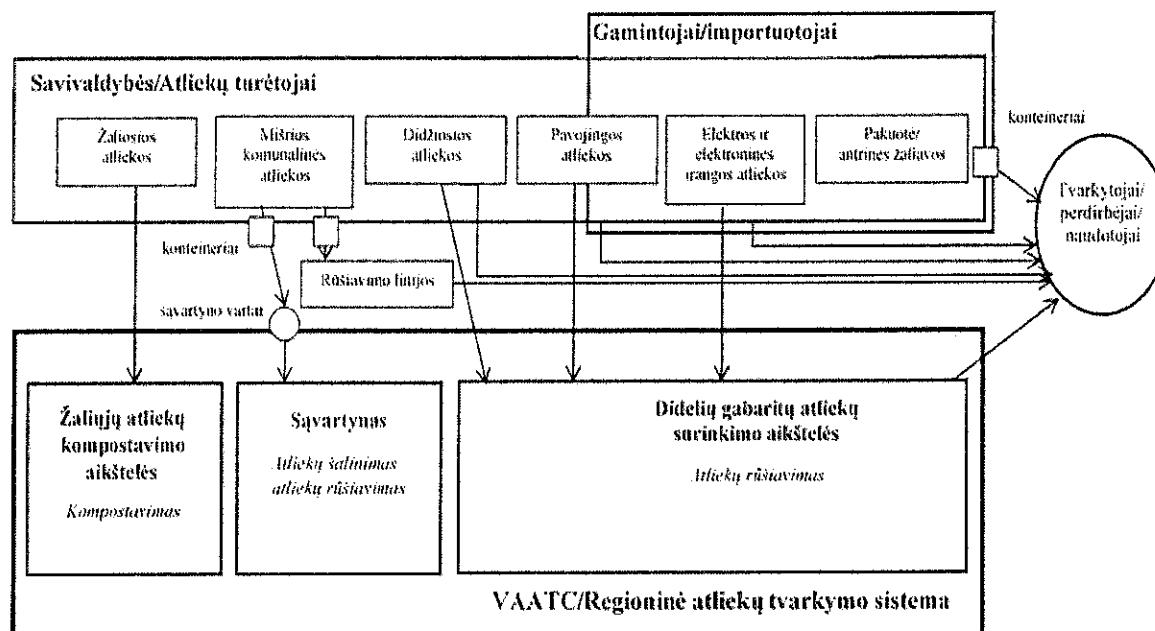 Gamintojai/importuotojai
Savivaldybės/Atliekų turėtojai
Žaliosios
atliekos
Mišrios
komunalinės
atliekos
Didžiosios
atliekos
Pavojingos
atliekos
Elektros ir
elektroninės
įrangos atliekos
Pakuotė/
antrinės žaliavos
konteineriai
Tvarkytojai/
perdirbėjai/
naudotojai
konteineriai
Rūšiavimo linijos
sąvartyno vartai
Žaliųjų atliekų
kompostavimo
aikštelės
Kompostavimas
Sąvartynas
Atliekų šalinimas
atliekų rūšiavimas
Didelių gabaritų atliekų
surinkimo aikštelės
Atliekų rūšiavimas
VAATC/Regioninė atliekų tvarkymo sistema